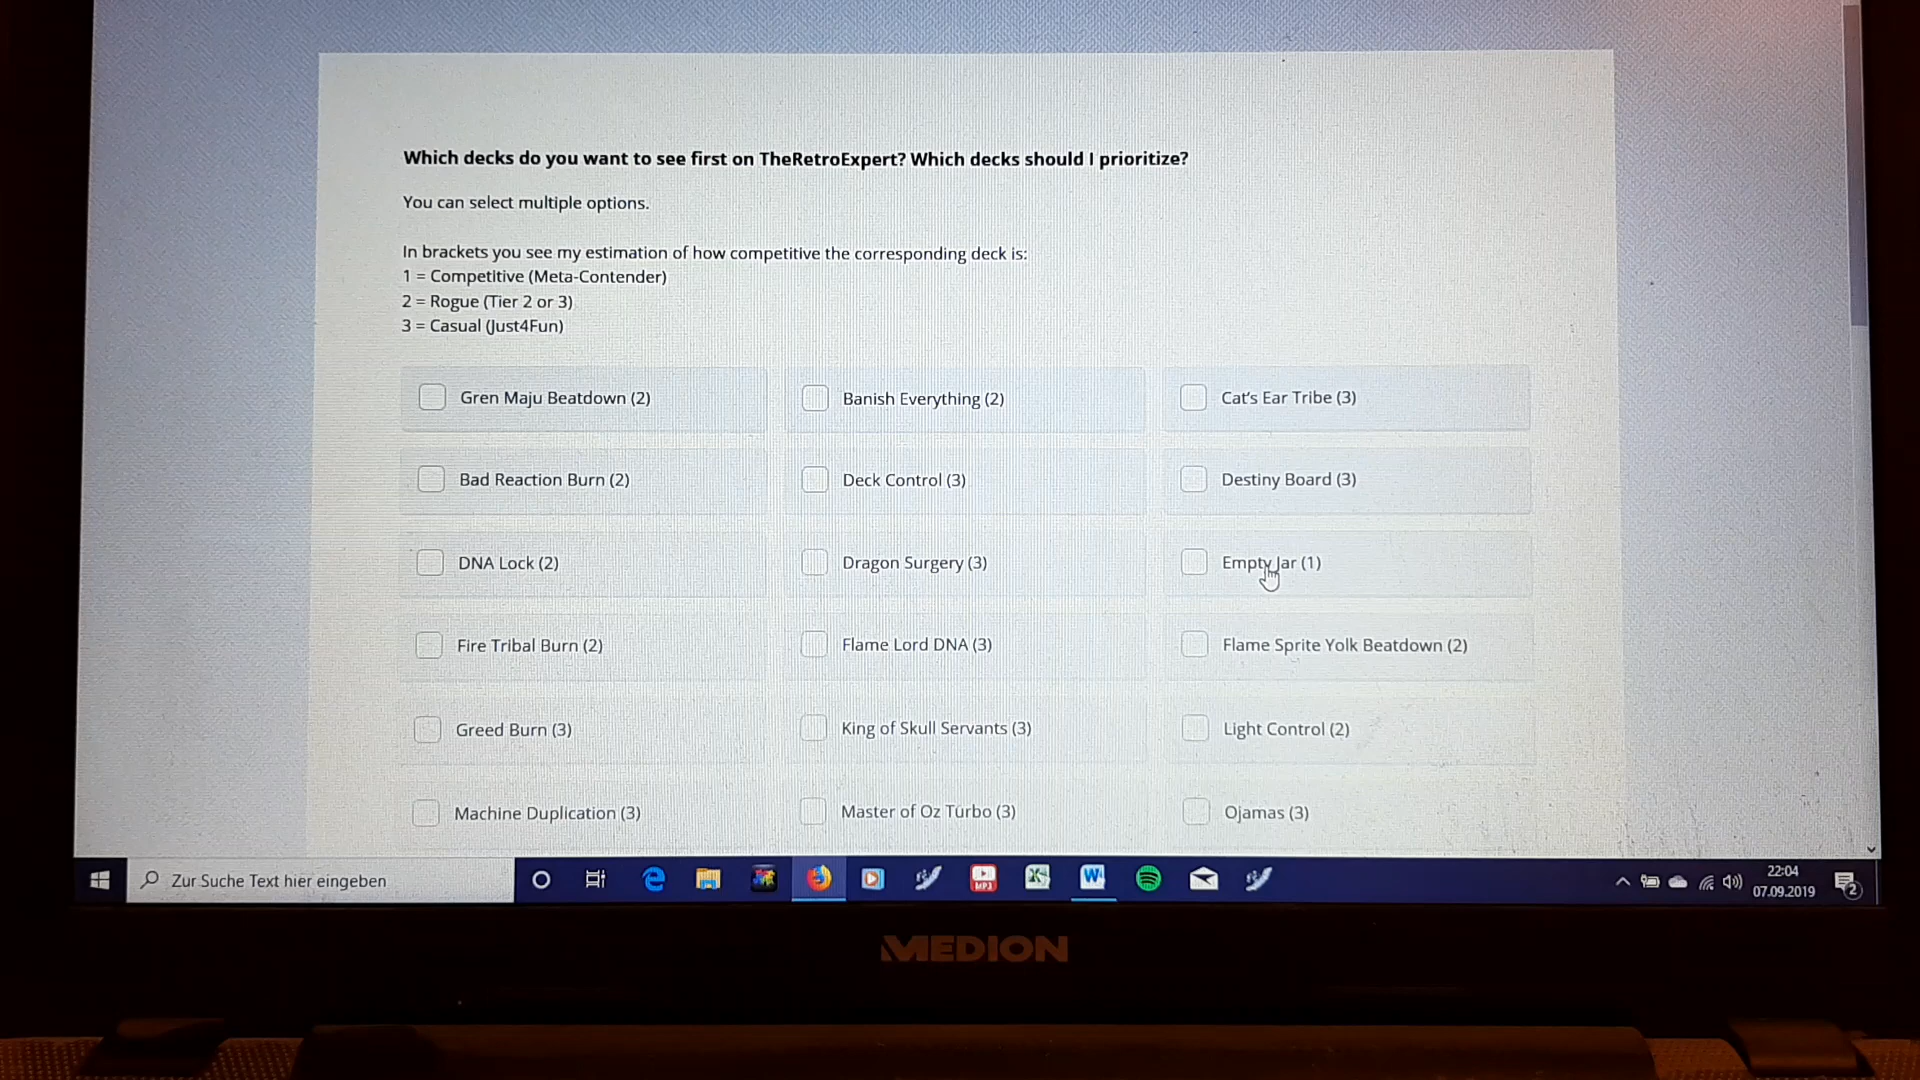 Which decks do you want to see first on TheRetroExpert? Which decks should I prioritize?
You can select multiple options.
In brackets you see my estimation of how competitive the corresponding deck is:
1 = Competitive (Meta-Contender)
2 = Rogue (Tier 2 or 3)
3 = Casual (Just4Fun)
Gren Maju Beatdown (2)
Banish Everything (2)
Cat's Ear Tribe (3)
Bad Reaction Burn (2)
Deck Control (3)
Destiny Board (3)
DNA Lock (2)
Dragon Surgery (3)
Empty Jar (1)
Fire Tribal Burn (2)
Flame Lord DNA (3)
Flame Sprite Yolk Beatdown (2)
Greed Burn (3)
King of Skull Servants (3)
Light Control (2)
Machine Duplication (3)
Master of Oz Turbo (3)
Ojamas (3)
Zur Suche Text hier eingeben
MP3
22:04
07.09.2019
2
MEDION